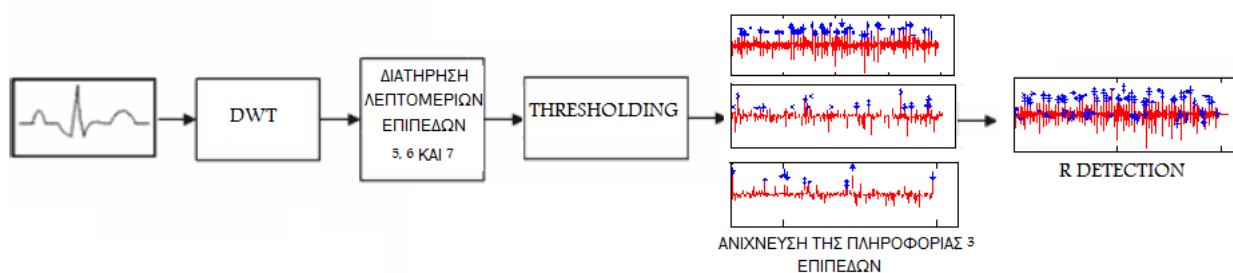 DWT
ΔΙΑΤΗΡΗΣΗ
ΛΕΠΤΟΜΕΡΙΩΝ
ΕΠΙΠΕΔΩΝ
5, 6 ΚΑΙ 7
THRESHOLDING
ΑΝΙΧΝΕΥΣΗ ΤΗΣ ΠΛΗΡΟΦΟΡΙΑΣ 3
ΕΠΙΠΕΔΩΝ
R DETECTION